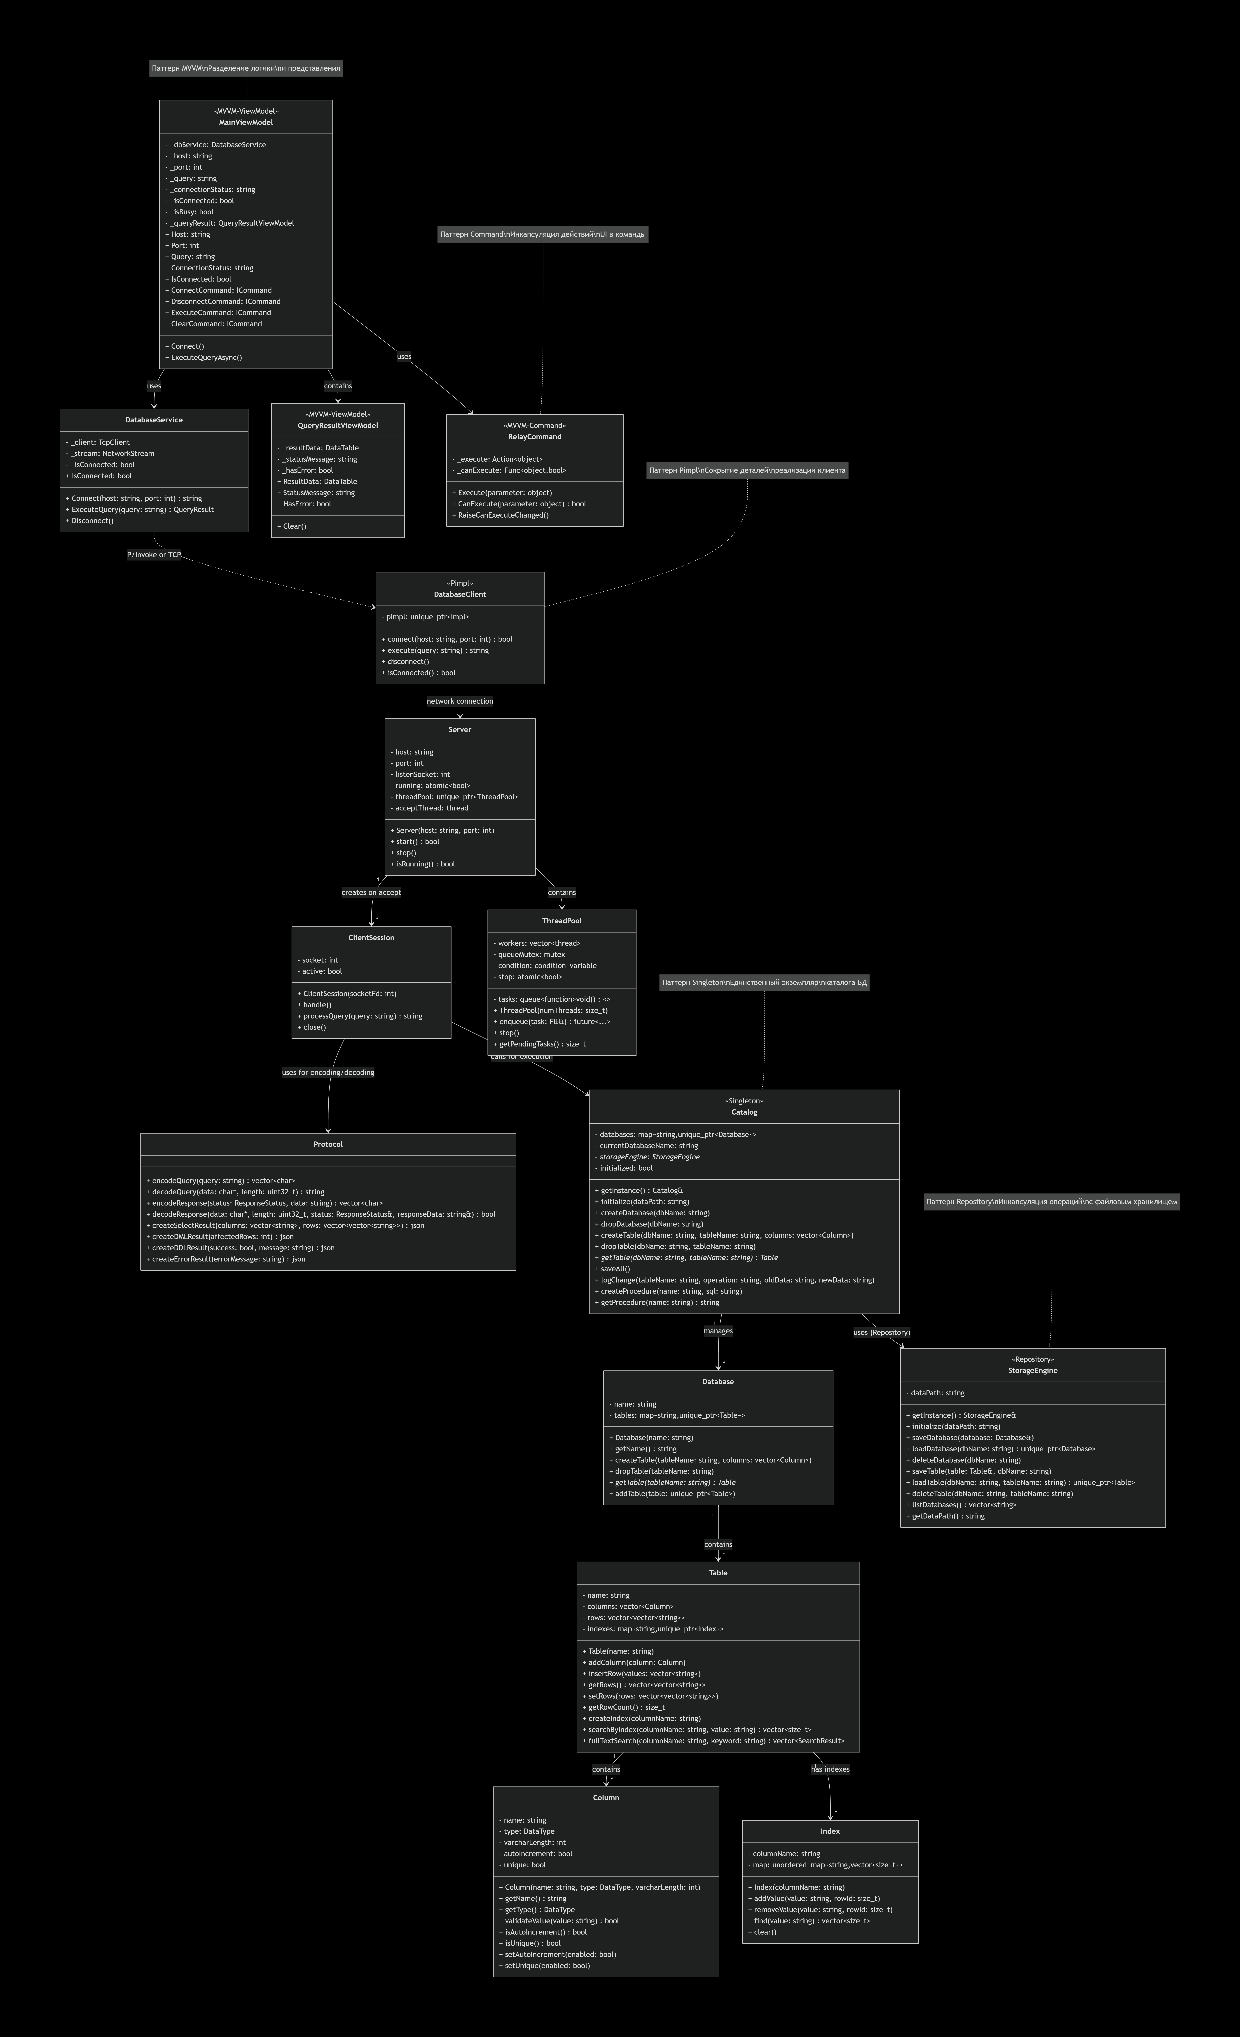 Паттерн MVVM\nРазделение логики\nи представления
«MVVM-ViewModel»
MainViewModel
- _dbService: DatabaseService
- _host: string
- _port: int
- _query: string
- _connectionStatus: string
- _isConnected: bool
- _isBusy: bool
- _queryResult: QueryResultViewModel
+ Host: string
+ Port: int
+ Query: string
ConnectionStatus: string
+ IsConnected: bool
+ ConnectCommand: ICommand
+ DisconnectCommand: ICommand
+ ExecuteCommand: ICommand
ClearCommand: ICommand
+ Connect()
+ ExecuteQueryAsync()
Паттерн Command\nИнкапсуляция действий\nUI в команды
uses
uses
contains
DatabaseService
- _client: TcpClient
- _stream: NetworkStream
- _isConnected: bool
+ IsConnected: bool
+ Connect(host: string, port: int) : string
+ ExecuteQuery(query: string) : QueryResult
+ Disconnect()
«MVVM-ViewModel»
QueryResultViewModel
- _resultData: DataTable
- _statusMessage: string
- _hasError: bool
+ ResultData: DataTable
+ StatusMessage: string
HasError: bool
+ Clear()
«MVVM-Command»
RelayCommand
- _execute: Action<object>
- _canExecute: Func<object,bool>
+ Execute(parameter: object)
CanExecute(parameter: object) : bool
+ RaiseCanExecuteChanged()
Паттерн Pimpl\nСокрытие деталей\nреализации клиента
P/Invoke or TCP
«Pimpl»
DatabaseClient
- pimpl: unique_ptr<Impl>
+ connect(host: string, port: int) : bool
+ execute(query: string) : string
+ disconnect()
+ isConnected() : bool
network connection
Server
- host: string
- port: int
- listenSocket: int
running: atomic<bool>
- threadPool: unique_ptr<ThreadPool>
- acceptThread: thread
+ Server(host: string, port: int)
+ start() : bool
+ stop()
+ isRunning() : bool
creates on accept
contains
ClientSession
- socket: int
- active: bool
+ ClientSession(socketFd: int)
+ handle()
+ processQuery(query: string) : string
+ close()
ThreadPool
- workers: vector<thread>
- queueMutex: mutex
condition: condition_variable
- stop: atomic<bool>
- tasks: queue<function>void() : <>
+ ThreadPool(numThreads: size_t)
+ enqueue(task: F&&) : future<...>
+ stop()
+ getPendingTasks() : size_t
Паттерн Singleton\nЕдинственный экземпляр\nкаталога БД
calls for execution
uses for encoding/decoding
Protocol
+ encodeQuery(query: string) : vector<char>
+ decodeQuery(data: char*, length: uint32_t) : string
+ encodeResponse(status: ResponseStatus, data: string) : vector<char>
+ decodeResponse(data: char*, length: uint32_t, status: ResponseStatus&, responseData: string&) : bool
+ createSelectResult(columns: vector<string>, rows: vector<vector<string>>) : json
+ createDMLResult(affectedRows: int) : json
+ createDDLResult(success: bool, message: string) : json
+ createErrorResult(errorMessage: string) : json
«Singleton»
Catalog
- databases: map<string,unique_ptr<Database>>
currentDatabaseName: string
- storageEngine: StorageEngine
- initialized: bool
+ getInstance() : Catalog&
+ initialize(dataPath: string)
+ createDatabase(dbName: string)
+ dropDatabase(dbName: string)
+ createTable(dbName: string, tableName: string, columns: vector<Column>)
+ dropTable(dbName: string, tableName: string)
+ getTable(dbName: string, tableName: string) : Table
+ saveAll()
+ logChange(tableName: string, operation: string, oldData: string, newData: string)
+ createProcedure(name: string, sql: string)
+ getProcedure(name: string) : string
Паттерн Repository\nИнкапсуляция операций\nс файловым хранилищем
manages
uses (Repository)
Database
- name: string
- tables: map<string,unique_ptr<Table>>
+ Database(name: string)
getName() : string
+ createTable(tableName: string, columns: vector<Column>)
+ dropTable(tableName: string)
+ getTable(tableName: string) : Table
+ addTable(table: unique_ptr<Table>)
«Repository»
StorageEngine
- dataPath: string
+ getInstance() : StorageEngine&
+ initialize(dataPath: string)
+ saveDatabase(database: Database&)
loadDatabase(dbName: string) : unique_ptr<Database>
+ deleteDatabase(dbName: string)
+ saveTable(table: Table&, dbName: string)
+ loadTable(dbName: string, tableName: string) : unique_ptr<Table>
+ deleteTable(dbName: string, tableName: string)
listDatabases() : vector<string>
+ getDataPath() : string
contains
Table
- name: string
- columns: vector<Column>
rows: vector<vector<string>>
- indexes: map<string,unique_ptr<Index>>
+ Table(name: string)
+ addColumn(column: Column)
+ insertRow(values: vector<string>)
+ getRows() : vector<vector<string>>
+ setRows(rows: vector<vector<string>>)
+ getRowCount() : size_t
+ createIndex(columnName: string)
+ searchByIndex(columnName: string, value: string) : vector<size_t>
+ fullTextSearch(columnName: string, keyword: string) : vector<SearchResult>
contains
has indexes
Column
- name: string
- type: DataType
- varcharLength: int
autoIncrement: bool
- unique: bool
+ Column(name: string, type: DataType, varcharLength: int)
+ getName() : string
+ getType() : DataType
validateValue(value: string) : bool
+ isAutoIncrement() : bool
+ isUnique() : bool
+ setAutoIncrement(enabled: bool)
+ setUnique(enabled: bool)
Index
columnName: string
- map: unordered_map<string,vector<size_t>>
+ Index(columnName: string)
+ addValue(value: string, rowId: size_t)
+ removeValue(value: string, rowId: size_t)
find(value: string) : vector<size_t>
+ clear()